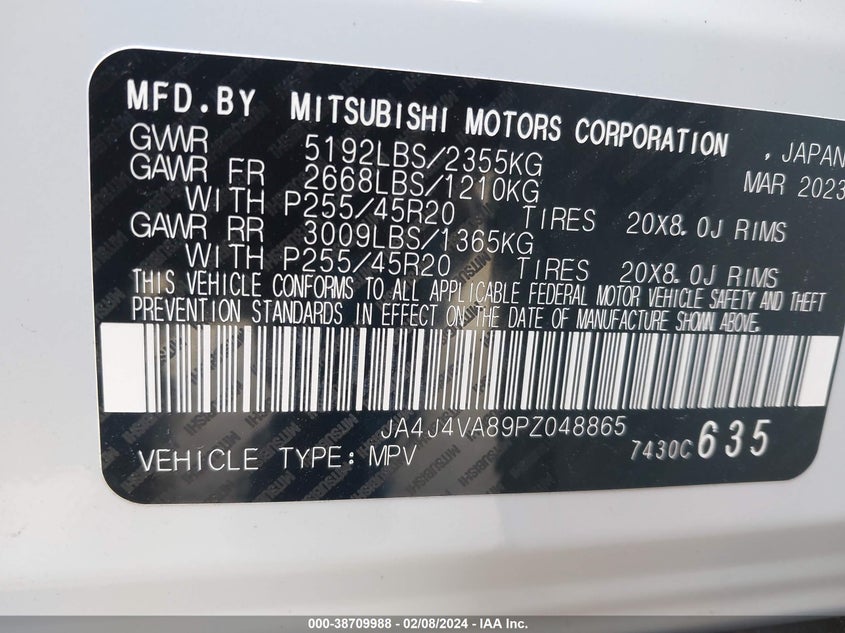 MFD.BY MITSUBISHI MOTORS CORPORATION , JAPAN
GVWR 5192LBS/2355KG MAR 2023
GAWR FR 2668LBS/1210KG
WITH P255/45R20 TIRES 20X8.0J RIMS
GAWR RR 3009LBS/1365KG
WITH P255/45R20 TIRES 20X8.0J RIMS
THIS VEHICLE CONFORMS TO ALL APPLICABLE FEDERAL MOTOR VEHICLE SAFETY AND THEFT
PREVENTION STANDARDS IN EFFECT ON THE DATE OF MANUFACTURE SHOWN ABOVE.
JA4J4VA89PZ048865
VEHICLE TYPE: MPV 7430C 635
000-38709988 - 02/08/2024 - IAA Inc.